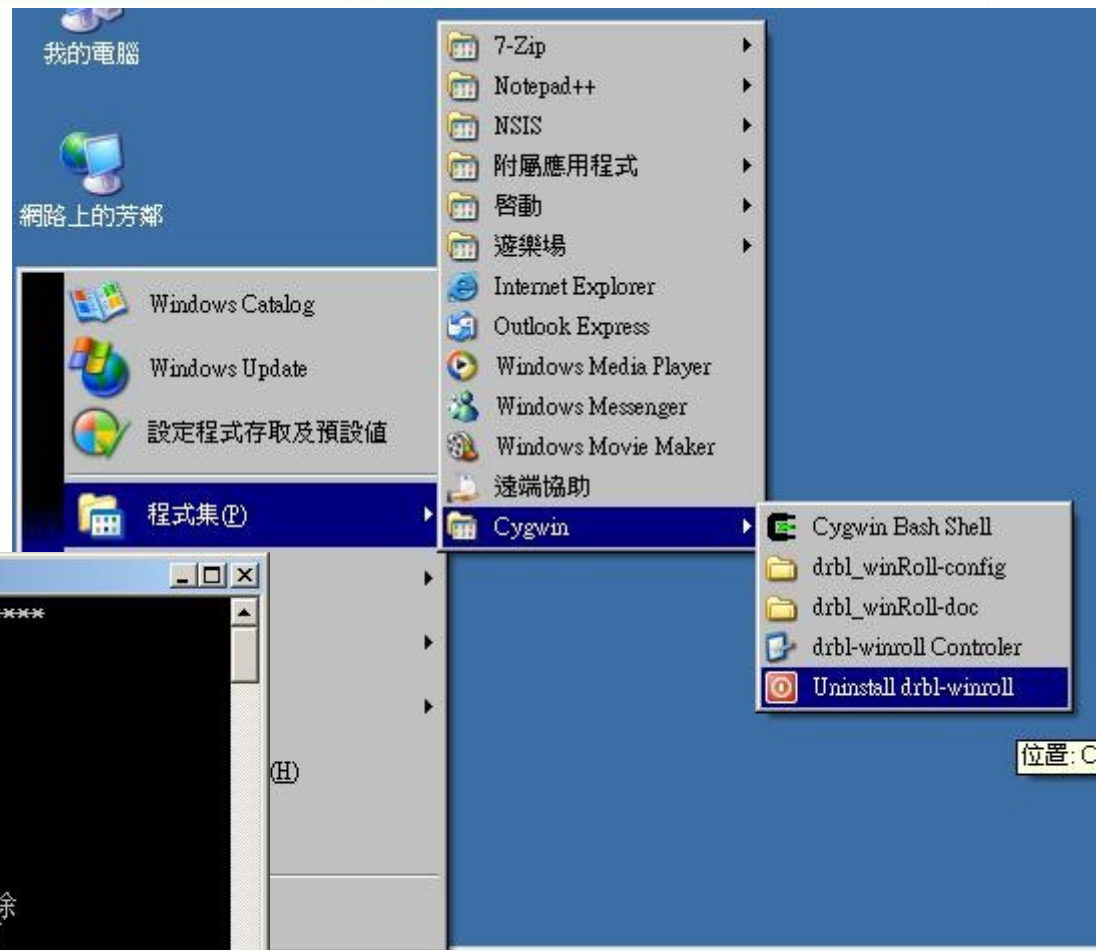 我的電腦
網路上的芳鄰
7-Zip
Notepad++
NSIS
附屬應用程式
啟動
遊樂場
Internet Explorer
Outlook Express
Windows Media Player
Windows Messenger
Windows Movie Maker
遠端協助
Cygwin
Windows Catalog
Windows Update
設定程式存取及預設值
程式集(P)
Cygwin Bash Shell
drbl_winRoll-config
drbl_winRoll-doc
drbl-winroll Controler
Uninstall drbl-winroll
位置: C
****
(H)